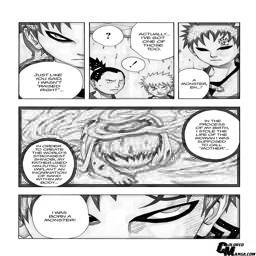 A
MONSTER,
EH...?
ACTUALLY...
I'VE GOT
ONE OF
THOSE
TOO.
?
JUST LIKE
YOU SAID,
I WASN'T
"RAISED
RIGHT"...
IN THE
PROCESS
OF MY BIRTH,
I STOLE THE
LIFE OF THE
WOMAN I WAS
SUPPOSED
TO CALL
"MOTHER"...
IN ORDER TO
CREATE THE
WORLD'S
STRONGEST
SHINOBI, MY
FATHER USED
NINJUTSU TO
IMPLANT AN
INCARNATION
OF SAND
WITHIN MY
BODY.
I WAS
BORN A
MONSTER!
COLORED
MANGA.COM